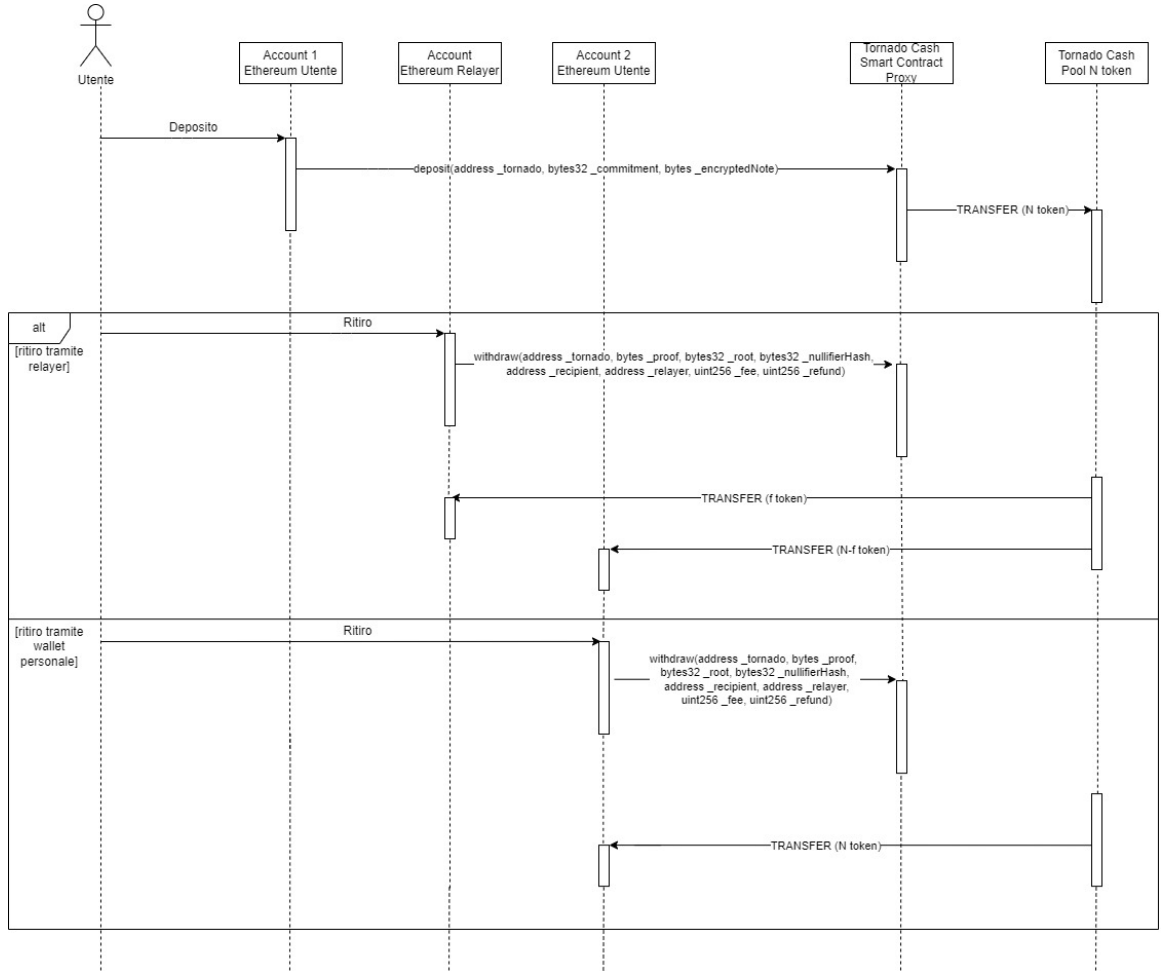 Utente
Account 1
Ethereum Utente
Account
Ethereum Relayer
Account 2
Ethereum Utente
Tornado Cash
Smart Contract
Proxy
Tornado Cash
Pool N token
Deposito
deposit(address _tornado, bytes32 _commitment, bytes _encryptedNote)
TRANSFER (N token)
alt
[ritiro tramite
relayer]
Ritiro
withdraw(address _tornado, bytes _proof, bytes32 _root, bytes32 _nullifierHash,
address _recipient, address _relayer, uint256 _fee, uint256 _refund)
TRANSFER (f token)
TRANSFER (N-f token)
[ritiro tramite
wallet
personale]
Ritiro
withdraw(address _tornado, bytes _proof,
bytes32 _root, bytes32 _nullifierHash,
address _recipient, address _relayer,
uint256 _fee, uint256 _refund)
TRANSFER (N token)